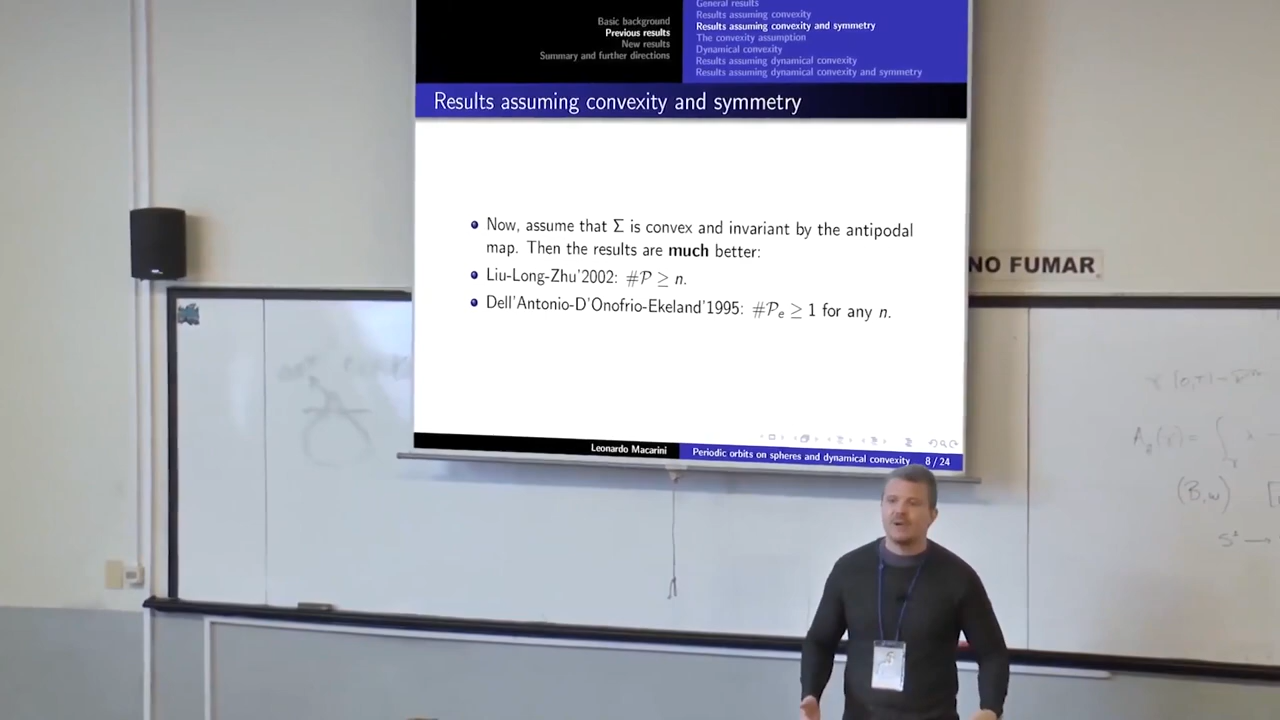 General results
Results assuming convexity
Results assuming convexity and symmetry
The convexity assumption
Dynamical convexity
Results assuming dynamical convexity
Results assuming dynamical convexity and symmetry
Basic background
Previous results
New results
Summary and further directions
Results assuming convexity and symmetry
Now, assume that Σ is convex and invariant by the antipodal
map. Then the results are much better:
Liu-Long-Zhu'2002: #𝒫 ≥ n.
Dell'Antonio-D'Onofrio-Ekeland'1995: #𝒫ₑ ≥ 1 for any n.
Leonardo Macarini
Periodic orbits on spheres and dynamical convexity
8 / 24
NO FUMAR
(B,ω)